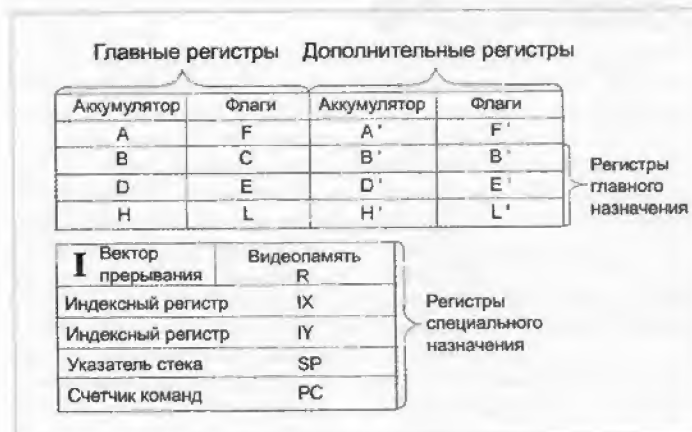 Главные регистры Дополнительные регистры
Аккумулятор Флаги Аккумулятор Флаги
A F A' F'
B C B' B'
D E D' E'
H L H' L'
Регистры
главного
назначения
I Вектор
прерывания
Видеопамять
R
Индексный регистр IX
Индексный регистр IY
Указатель стека SP
Счетчик команд PC
Регистры
специального
назначения